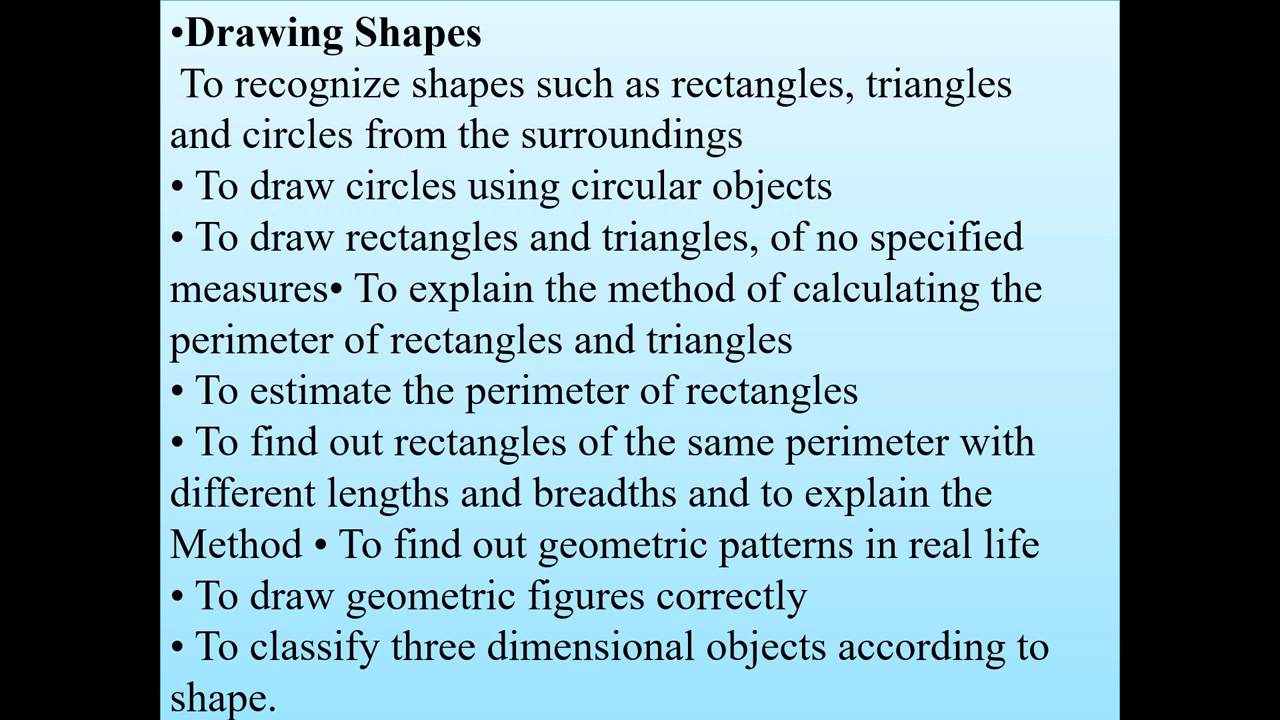 •Drawing Shapes
To recognize shapes such as rectangles, triangles
and circles from the surroundings
• To draw circles using circular objects
• To draw rectangles and triangles, of no specified
measures• To explain the method of calculating the
perimeter of rectangles and triangles
• To estimate the perimeter of rectangles
• To find out rectangles of the same perimeter with
different lengths and breadths and to explain the
Method • To find out geometric patterns in real life
• To draw geometric figures correctly
• To classify three dimensional objects according to
shape.